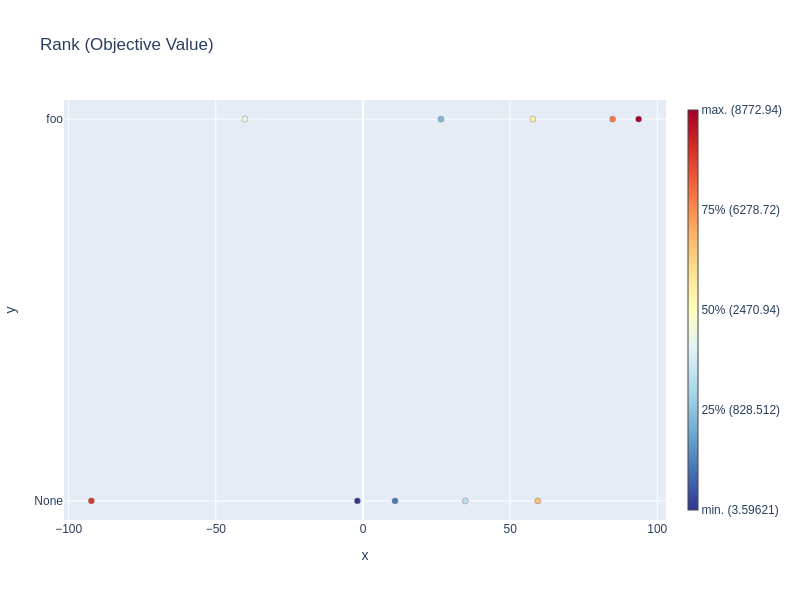 Rank (Objective Value)
foo
None
y
−100
−50
0
50
100
x
max. (8772.94)
75% (6278.72)
50% (2470.94)
25% (828.512)
min. (3.59621)